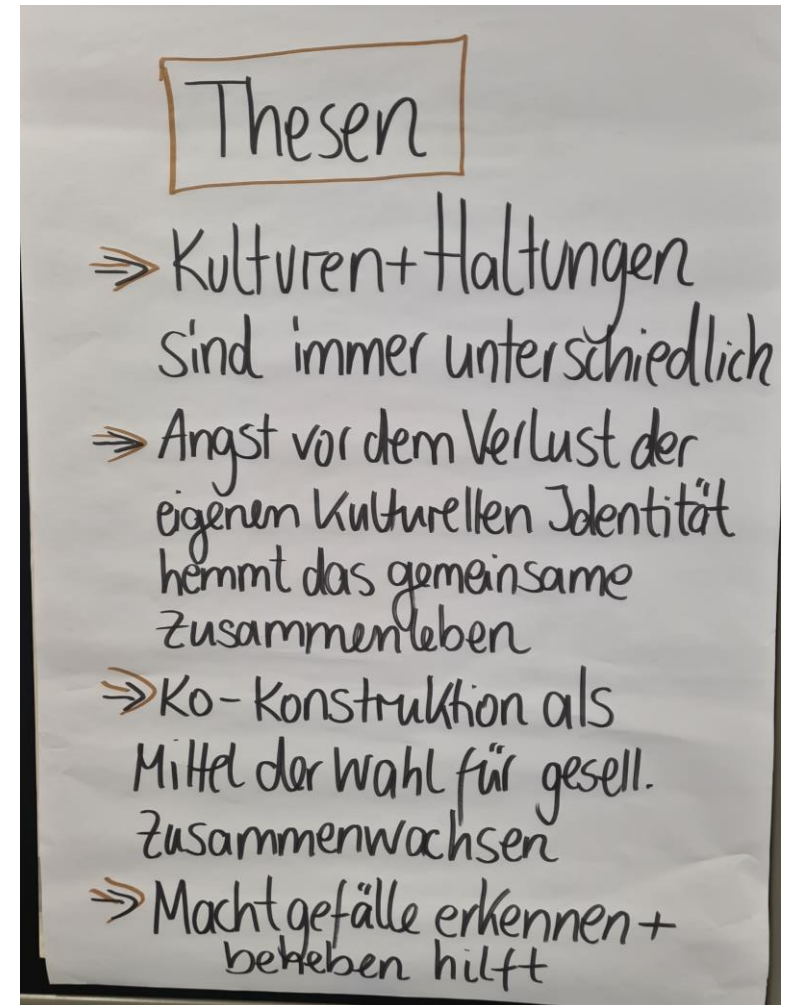 Thesen
⇒ Kulturen + Haltungen
sind immer unterschiedlich
⇒ Angst vor dem Verlust der
eigenen Kulturellen Identität
hemmt das gemeinsame
Zusammenleben
⇒ Ko-Konstruktion als
Mittel der Wahl für gesell.
Zusammenwachsen
⇒ Machtgefälle erkennen +
beheben hilft